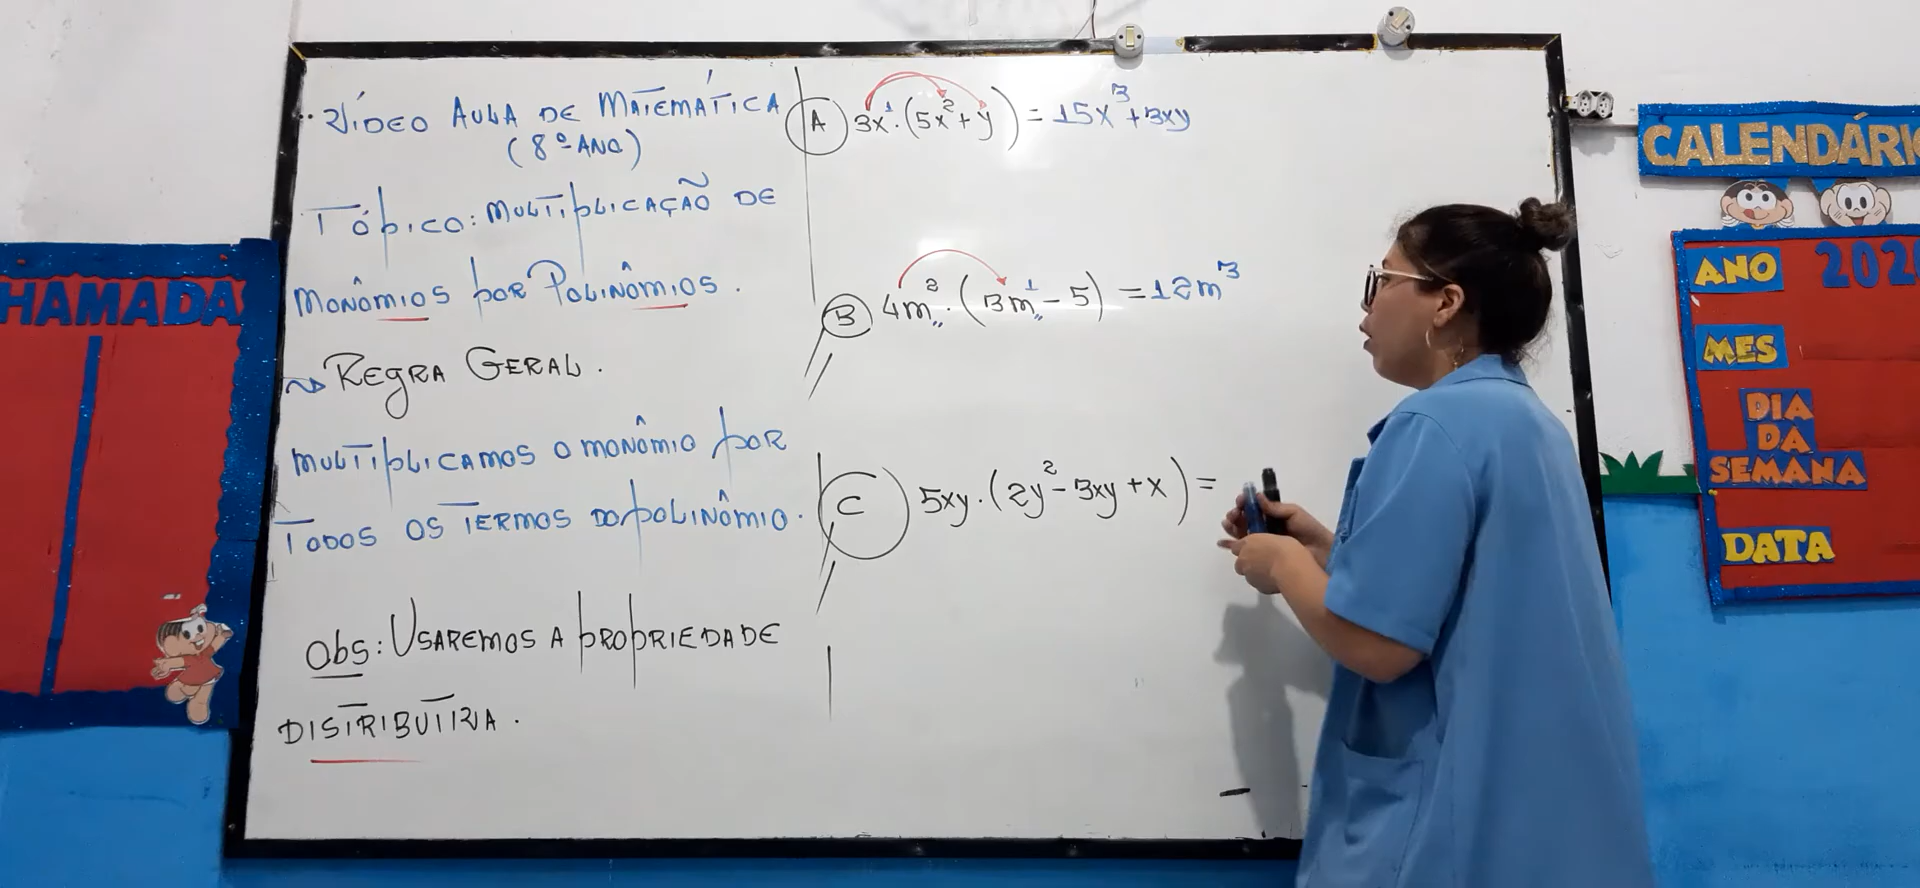 VÍDEO AULA DE MATEMÁTICA
(8º ANO)
TÓPICO: MULTIPLICAÇÃO DE
MONÔMIOS POR POLINÔMIOS.
REGRA GERAL.
MULTIPLICAMOS O MONÔMIO POR
TODOS OS TERMOS DO POLINÔMIO.
Obs: USAREMOS A PROPRIEDADE
DISTRIBUTIVA.
A 3x¹.(5x²+y)=15x³+3xy
B 4m².(3m¹-5)=12m³
C 5xy.(2y²-3xy+x)=
HAMADA
CALENDÁRI
ANO 202
MES
DIA
DA
SEMANA
DATA